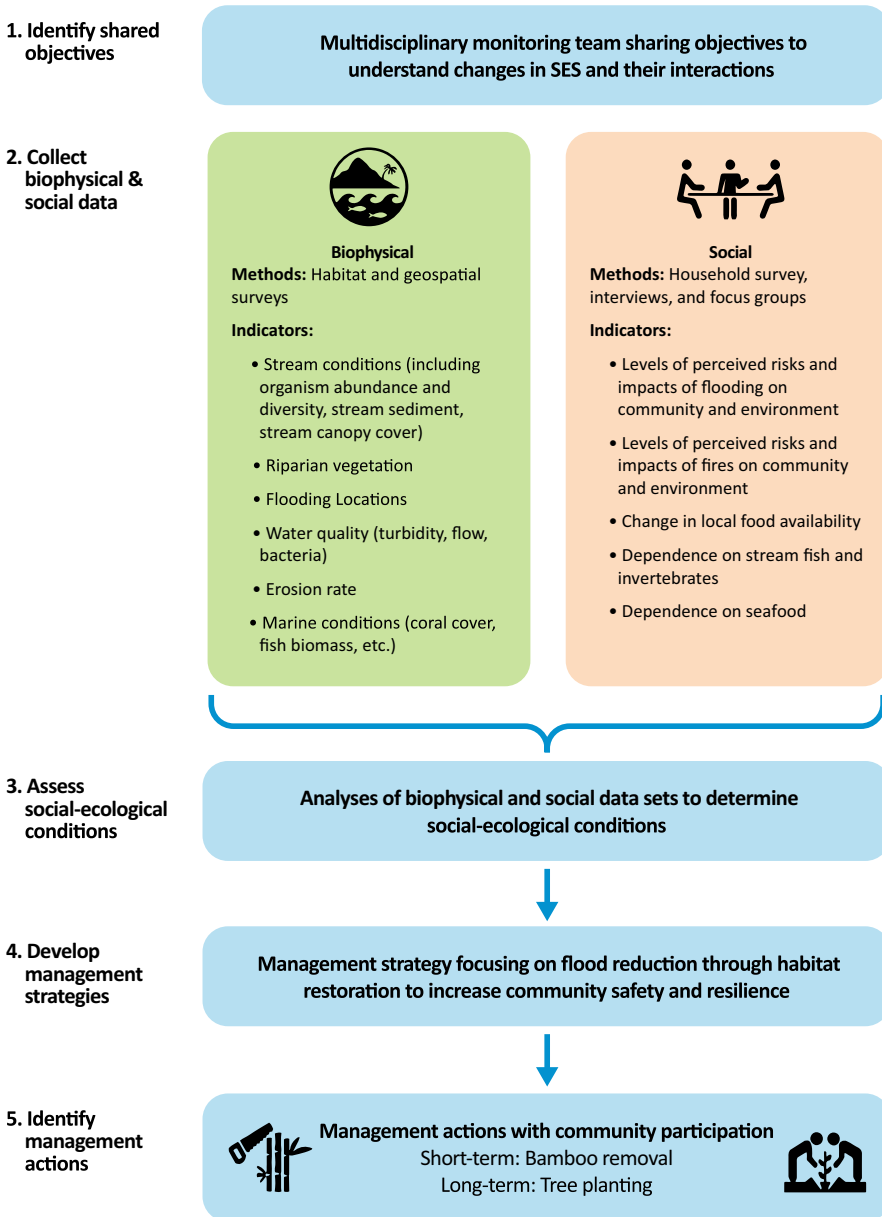 1. Identify shared
objectives
Multidisciplinary monitoring team sharing objectives to
understand changes in SES and their interactions
2. Collect
biophysical &
social data
Biophysical
Methods: Habitat and geospatial
surveys
Indicators:
• Stream conditions (including
organism abundance and
diversity, stream sediment,
stream canopy cover)
• Riparian vegetation
• Flooding Locations
• Water quality (turbidity, flow,
bacteria)
• Erosion rate
• Marine conditions (coral cover,
fish biomass, etc.)
Social
Methods: Household survey,
interviews, and focus groups
Indicators:
• Levels of perceived risks and
impacts of flooding on
community and environment
• Levels of perceived risks and
impacts of fires on community
and environment
• Change in local food availability
• Dependence on stream fish and
invertebrates
• Dependence on seafood
3. Assess
social-ecological
conditions
Analyses of biophysical and social data sets to determine
social-ecological conditions
4. Develop
management
strategies
Management strategy focusing on flood reduction through habitat
restoration to increase community safety and resilience
5. Identify
management
actions
Management actions with community participation
Short-term: Bamboo removal
Long-term: Tree planting